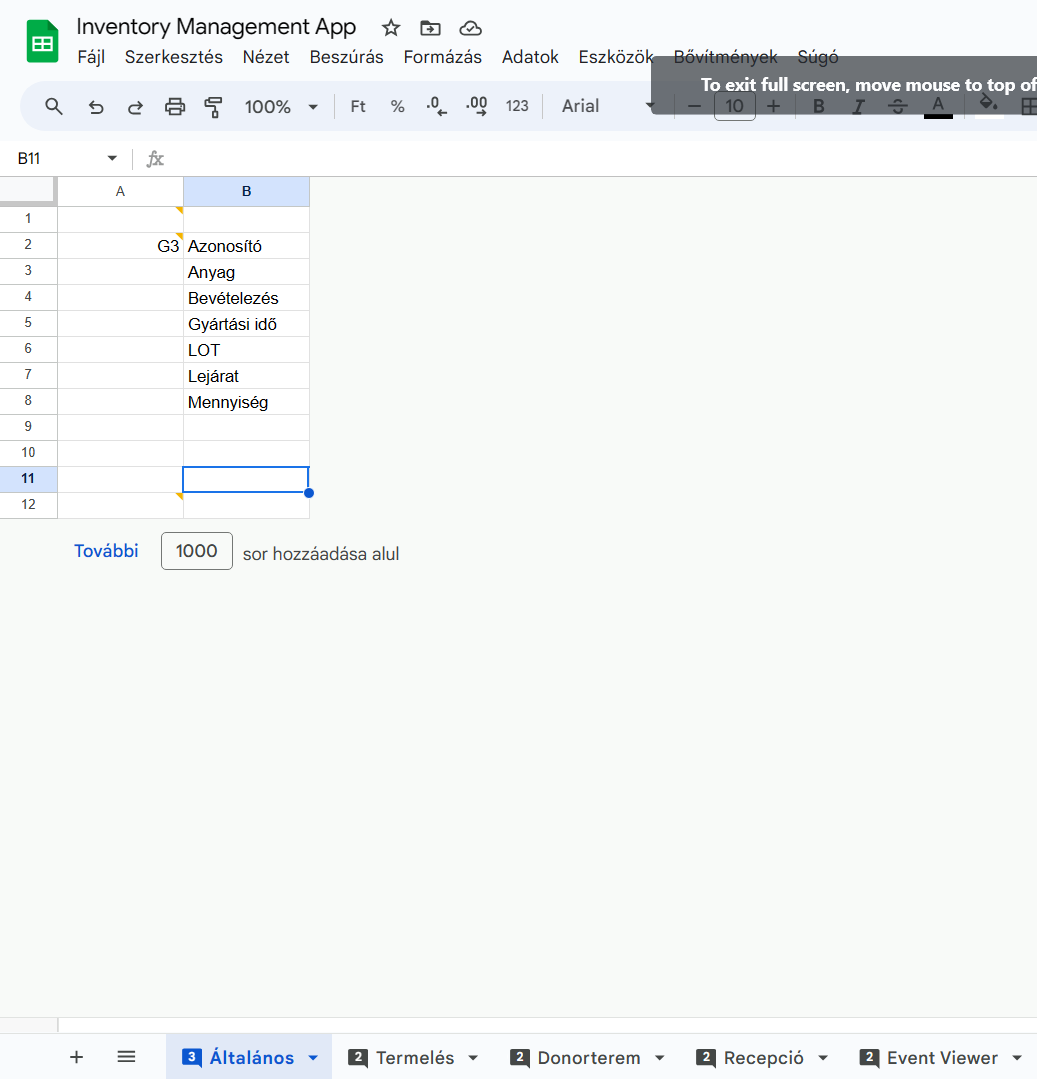 Inventory Management App
Fájl Szerkesztés Nézet Beszúrás Formázás Adatok Eszközök Bővítmények Súgó
To exit full screen, move mouse to top of
100% Ft % .0 .00 123 Arial 10 B I S A
B11 fx
A B
1
2 G3 Azonosító
3 Anyag
4 Bevételezés
5 Gyártási idő
6 LOT
7 Lejárat
8 Mennyiség
9
10
11
12
További 1000 sor hozzáadása alul
3 Általános 2 Termelés 2 Donorterem 2 Recepció 2 Event Viewer